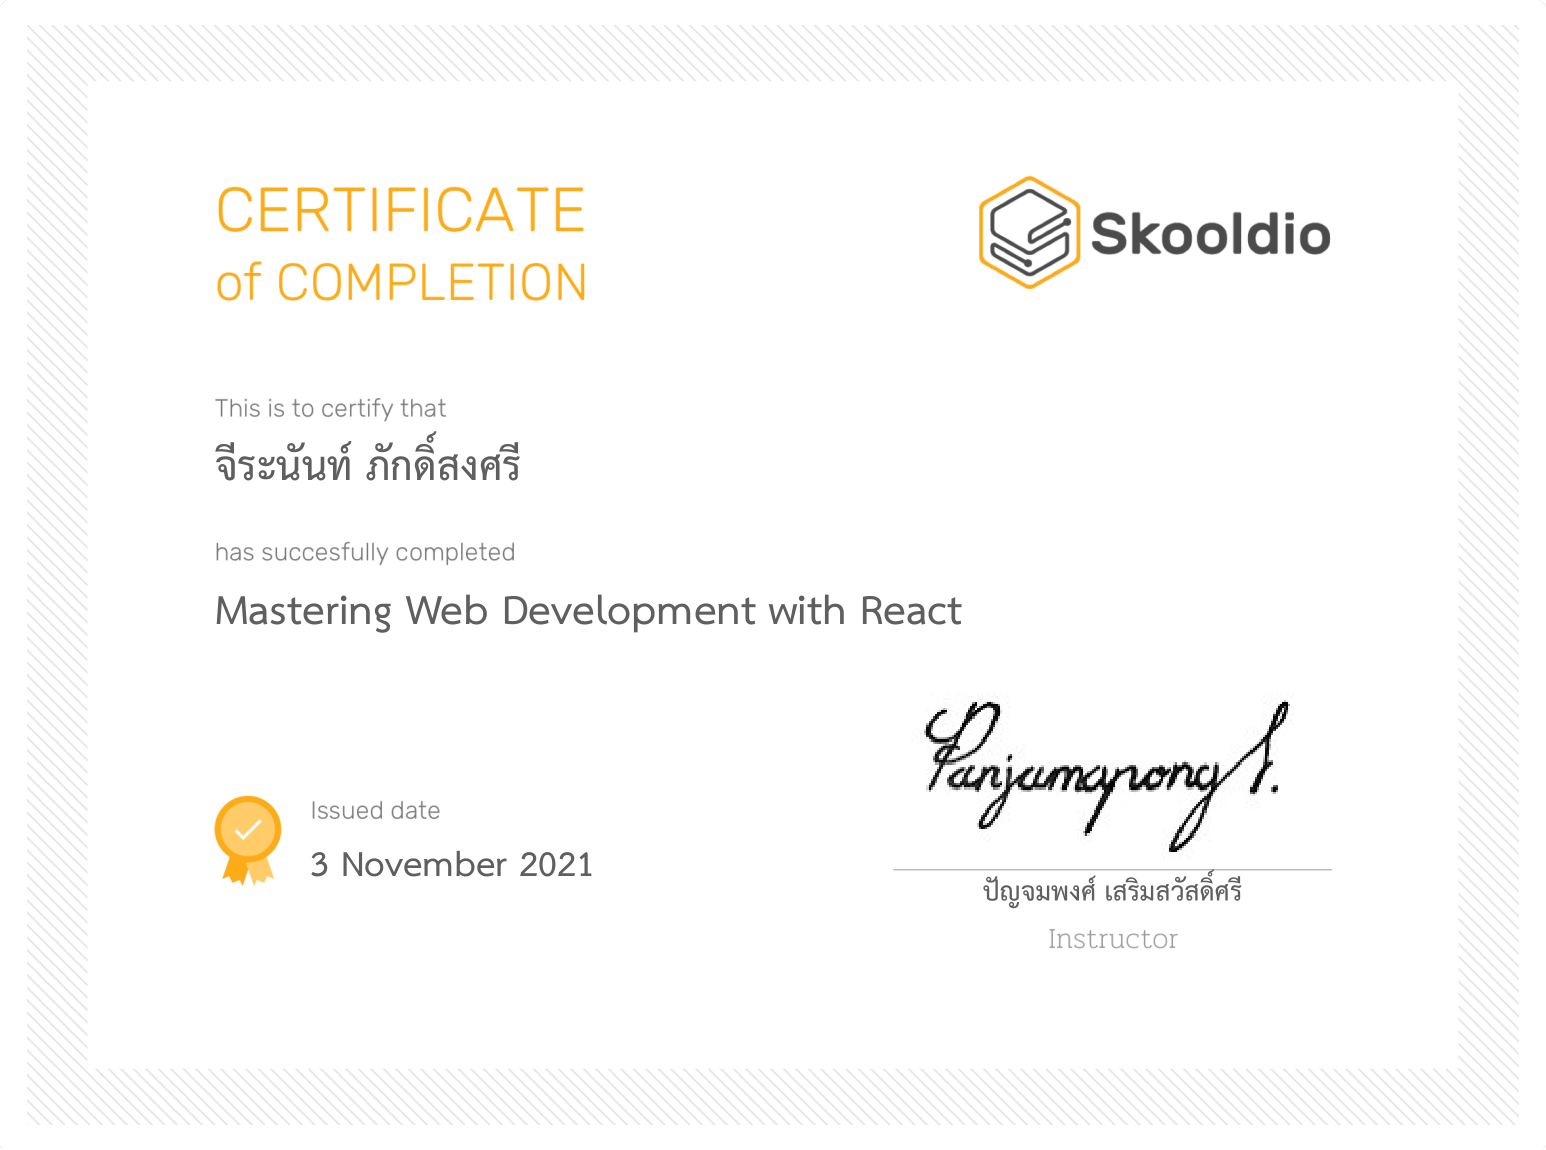 CERTIFICATE
of COMPLETION
Skooldio
This is to certify that
จีระนันท์ ภักดิ์สงศรี
has succesfully completed
Mastering Web Development with React
Panjamapong S.
Issued date
3 November 2021
ปัญจมพงศ์ เสริมสวัสดิ์ศรี
Instructor